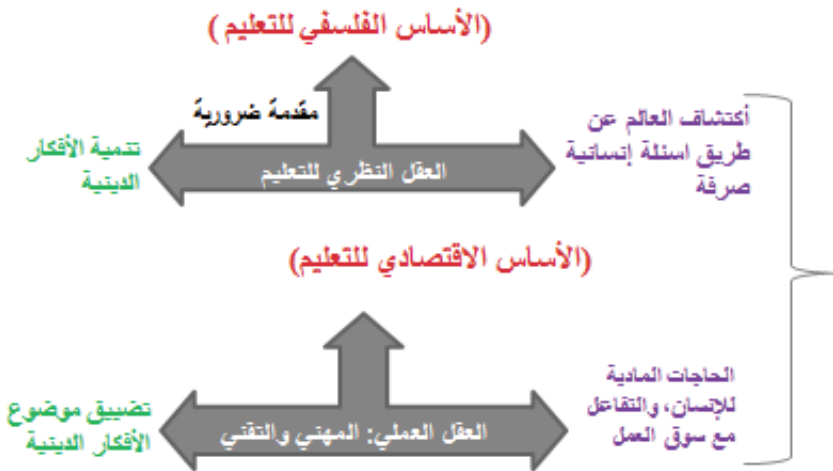 (الأساس الفلسفي للتعليم )
مقدمة ضرورية
أكتشاف العالم عن
طريق اسئلة إنسانية
صرفة
العقل النظري للتعليم
تنمية الأفكار
الدينية
(الأساس الاقتصادي للتعليم)
الحاجات المادية
للإنسان، والتفاعل
مع سوق العمل
العقل العملي: المهني والتقني
تضييق موضوع
الأفكار الدينية